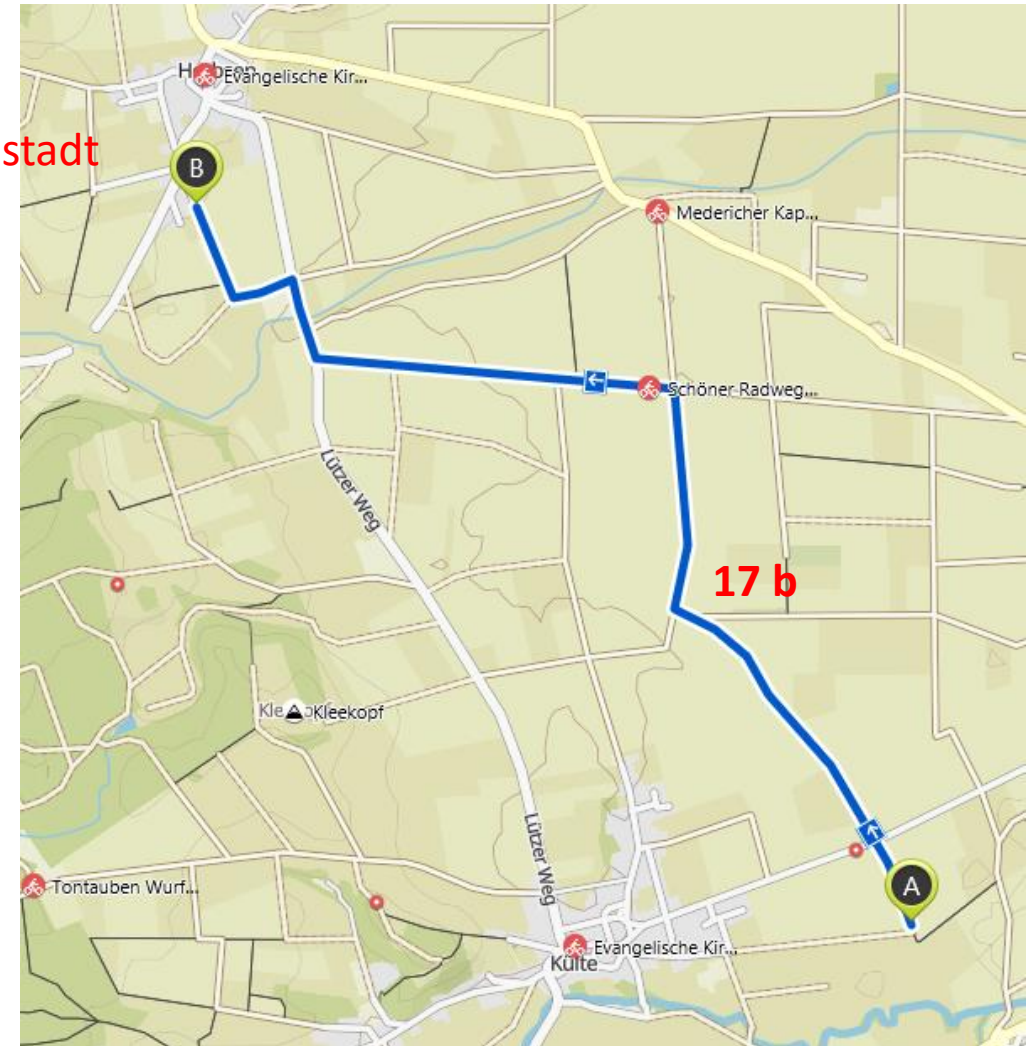 Evangelische Kir...
stadt
B
Medericher Kap...
Schöner Radweg...
Lützer Weg
17 b
Kleekopf
Lützer Weg
A
Tontauben Wurf...
Evangelische Kir...
Külte